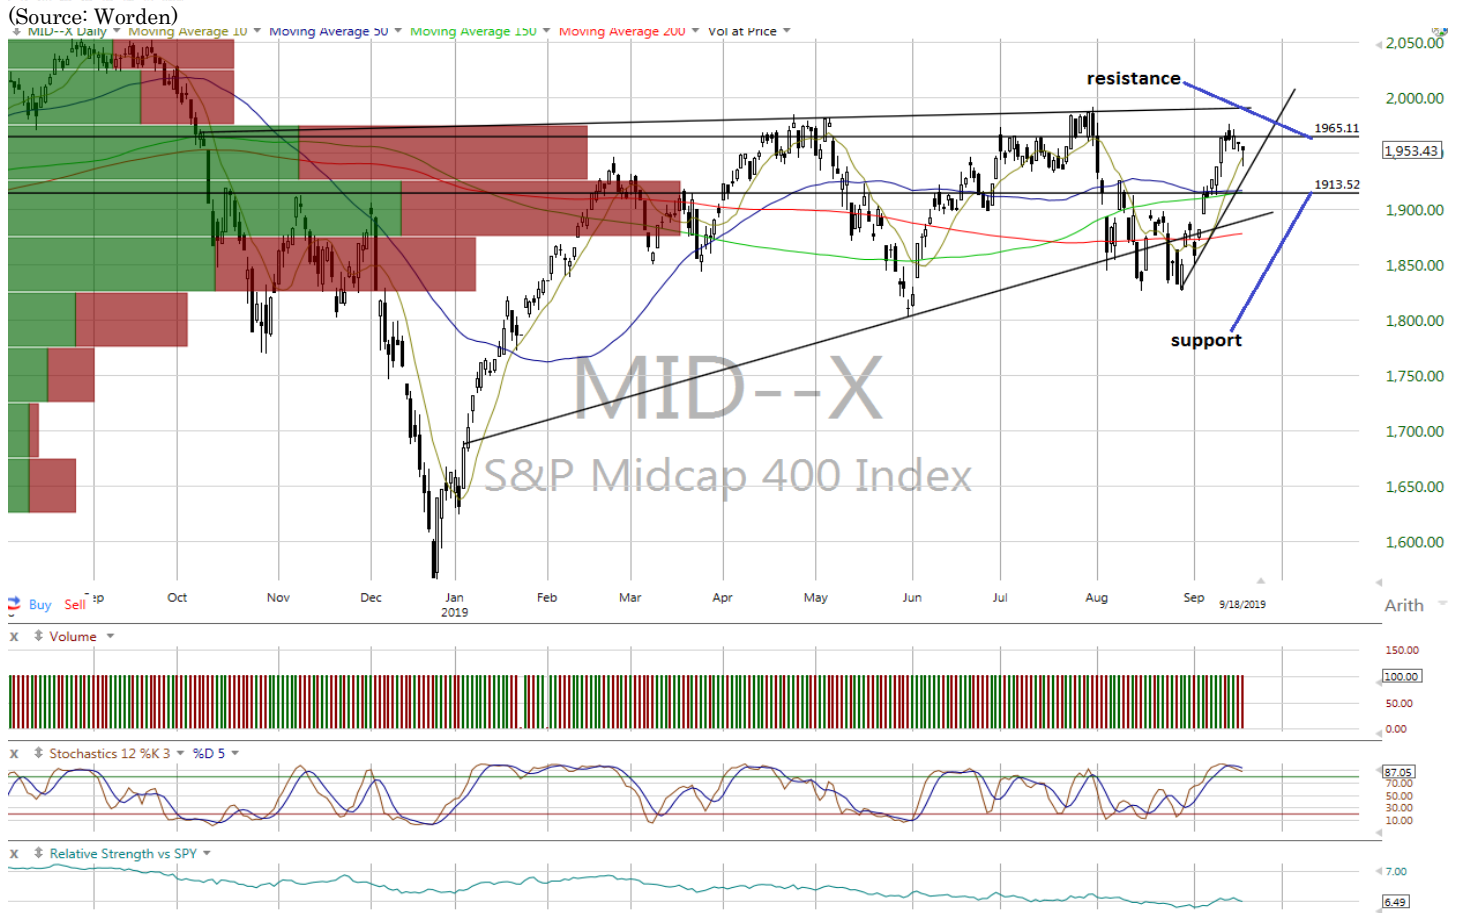 (Source: Worden)
MID--X Daily Moving Average 10 Moving Average 50 Moving Average 150 Moving Average 200 Vol at Price
2,050.00
resistance
2,000.00
1965.11
1,953.43
1913.52
1,900.00
1,850.00
1,800.00
support
MID--X
1,750.00
1,700.00
S&P Midcap 400 Index
1,650.00
1,600.00
Buy Sell
Oct Nov Dec Jan Feb Mar Apr May Jun Jul Aug Sep
2019 9/18/2019
Arith
X Volume
150.00
100.00
50.00
0.00
X Stochastics 12 %K 3 %D 5
87.05
70.00
50.00
30.00
10.00
X Relative Strength vs SPY
7.00
6.49